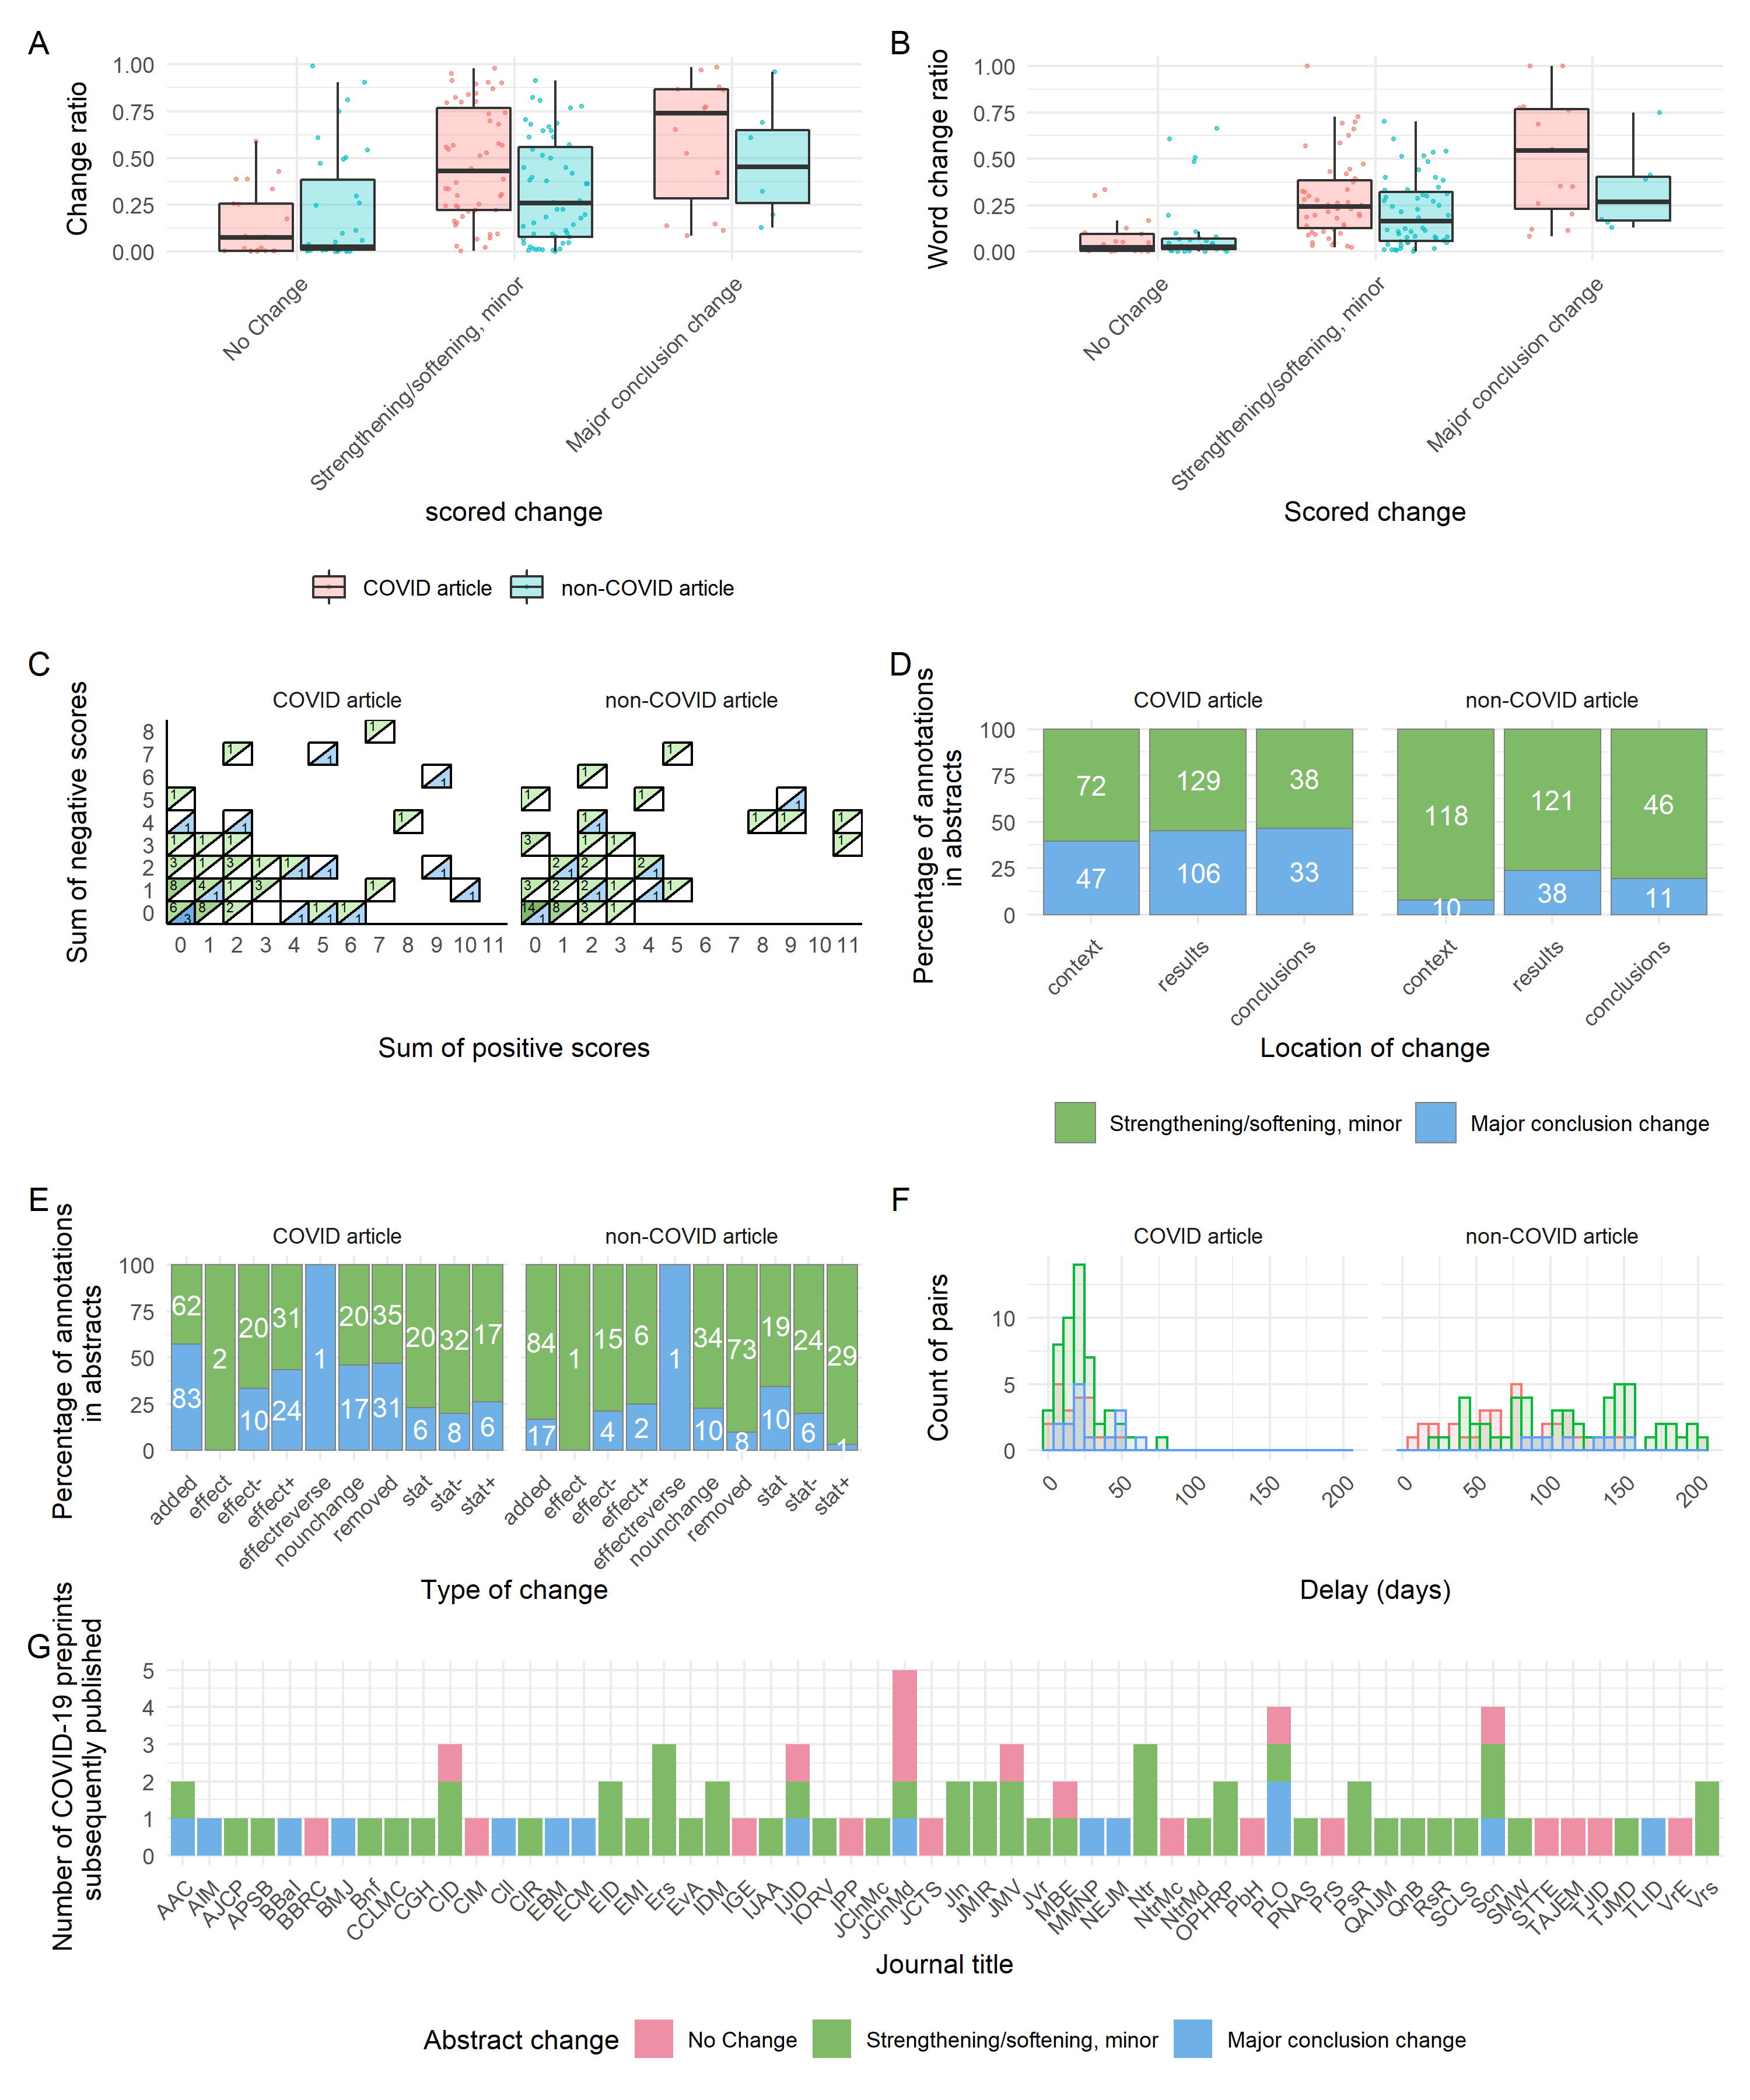 A
Change ratio
1.00
0.75
0.50
0.25
0.00
No Change
Strengthening/softening, minor
Major conclusion change
scored change
COVID article
non-COVID article
B
Word change ratio
1.00
0.75
0.50
0.25
0.00
No Change
Strengthening/softening, minor
Major conclusion change
Scored change
C
COVID article
non-COVID article
Sum of negative scores
8
7
6
5
4
3
2
1
0
0 1 2 3 4 5 6 7 8 9 10 11
0 1 2 3 4 5 6 7 8 9 10 11
Sum of positive scores
D
COVID article
non-COVID article
Percentage of annotations
in abstracts
100
75
50
25
0
72 129 38
47 106 33
118 121 46
10 38 11
context
results
conclusions
context
results
conclusions
Location of change
Strengthening/softening, minor
Major conclusion change
E
COVID article
non-COVID article
Percentage of annotations
in abstracts
100
75
50
25
0
62 2 20 31 1 20 35 20 32 17
83 10 24 17 31 6 8 6
84 1 15 6 1 34 73 19 24 29
17 4 2 10 8 10 6 1
added
effect
effect-
effect+
effectreverse
nounchange
removed
stat
stat-
stat+
added
effect
effect-
effect+
effectreverse
nounchange
removed
stat
stat-
stat+
Type of change
F
COVID article
non-COVID article
Count of pairs
10
5
0
0 50 100 150 200
0 50 100 150 200
Delay (days)
G
Number of COVID-19 preprints
subsequently published
5
4
3
2
1
0
AAC
AIM
AJCP
APSB
BBal
BBRC
BMJ
Bnf
CCLMC
CGH
CID
CIM
Cll
CIR
EBM
ECM
EID
EMI
Ers
EvA
IDM
IGE
IJAA
IJID
IORV
IPP
JClnMc
JClnMd
JCTS
JIn
JMIR
JMV
JVr
MBE
MMNP
NEJM
Ntr
NtrMc
NtrMd
OPHRP
PbH
PLO
PNAS
PrS
PsR
QAIJM
QnB
RsR
SCLS
Scn
SMW
STTE
TAJEM
TJID
TJMD
TLID
VrE
Vrs
Journal title
Abstract change
No Change
Strengthening/softening, minor
Major conclusion change